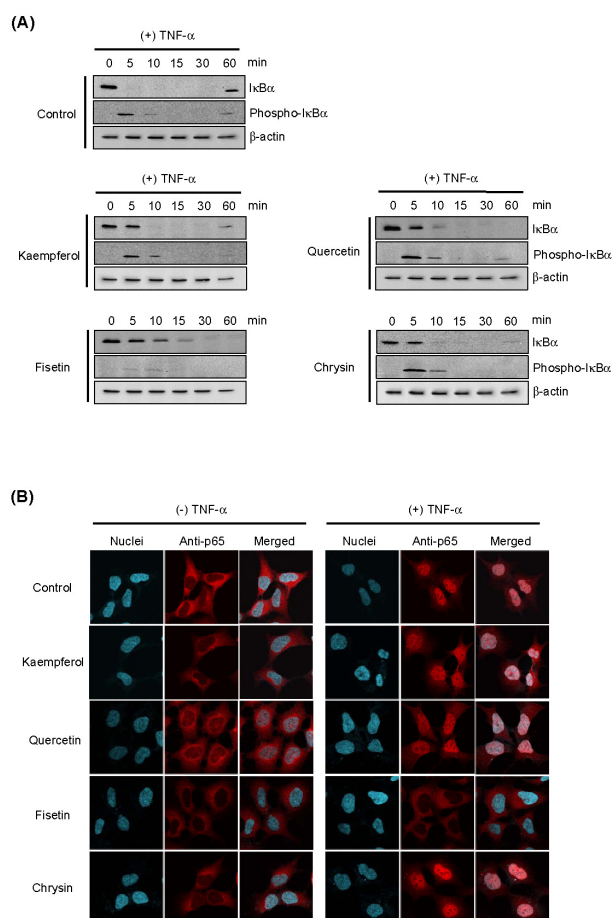 (A)
(+) TNF-α
0 5 10 15 30 60 min
Control
IκBα
Phospho-IκBα
β-actin
(+) TNF-α
0 5 10 15 30 60 min
Kaempferol
(+) TNF-α
0 5 10 15 30 60 min
Quercetin
IκBα
Phospho-IκBα
β-actin
0 5 10 15 30 60 min
Fisetin
0 5 10 15 30 60 min
Chrysin
IκBα
Phospho-IκBα
β-actin
(B)
(-) TNF-α (+) TNF-α
Nuclei Anti-p65 Merged Nuclei Anti-p65 Merged
Control
Kaempferol
Quercetin
Fisetin
Chrysin